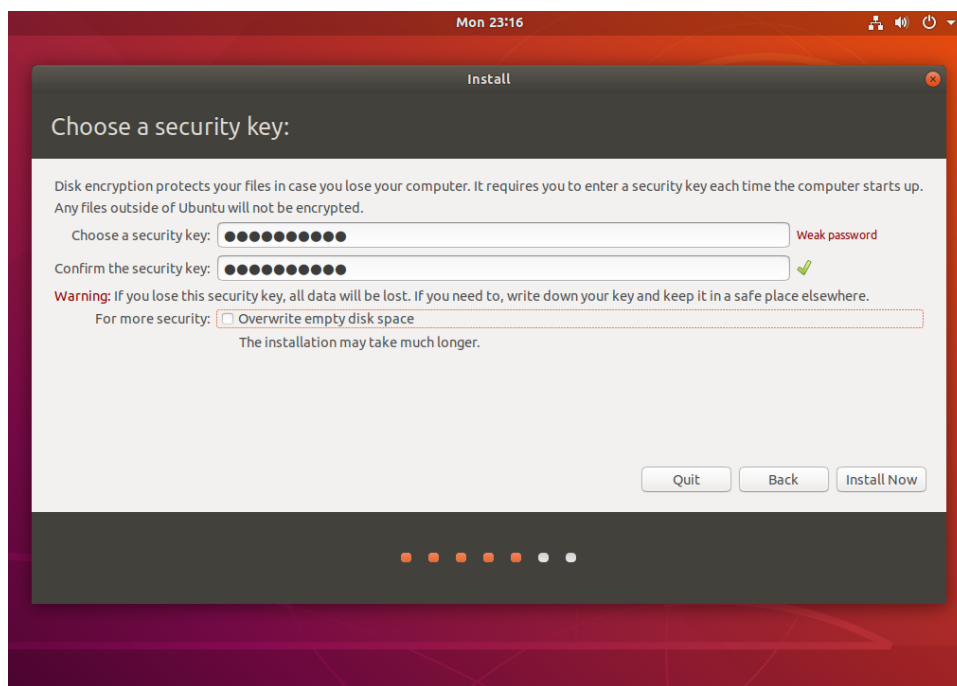 Mon 23:16
Install
Choose a security key:
Disk encryption protects your files in case you lose your computer. It requires you to enter a security key each time the computer starts up.
Any files outside of Ubuntu will not be encrypted.
Choose a security key: ●●●●●●●●●● Weak password
Confirm the security key: ●●●●●●●●●●
Warning: If you lose this security key, all data will be lost. If you need to, write down your key and keep it in a safe place elsewhere.
For more security: Overwrite empty disk space
The installation may take much longer.
Quit Back Install Now